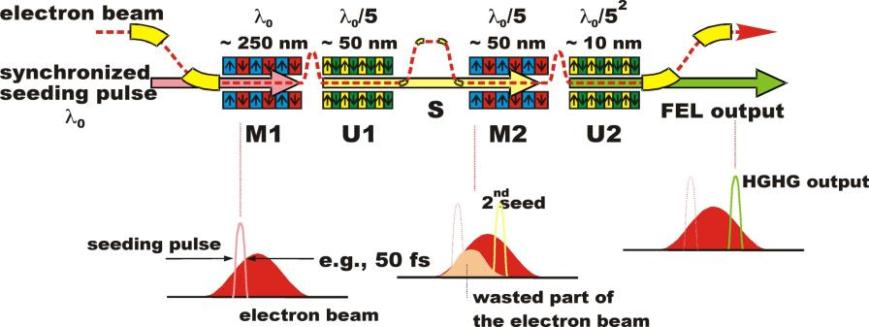 electron beam
λ₀ λ₀/5 λ₀/5 λ₀/5²
~ 250 nm ~ 50 nm ~ 50 nm ~ 10 nm
synchronized
seeding pulse
λ₀
M1 U1 S M2 U2 FEL output
2nd seed
HGHG output
seeding pulse
e.g., 50 fs
electron beam
wasted part of
the electron beam